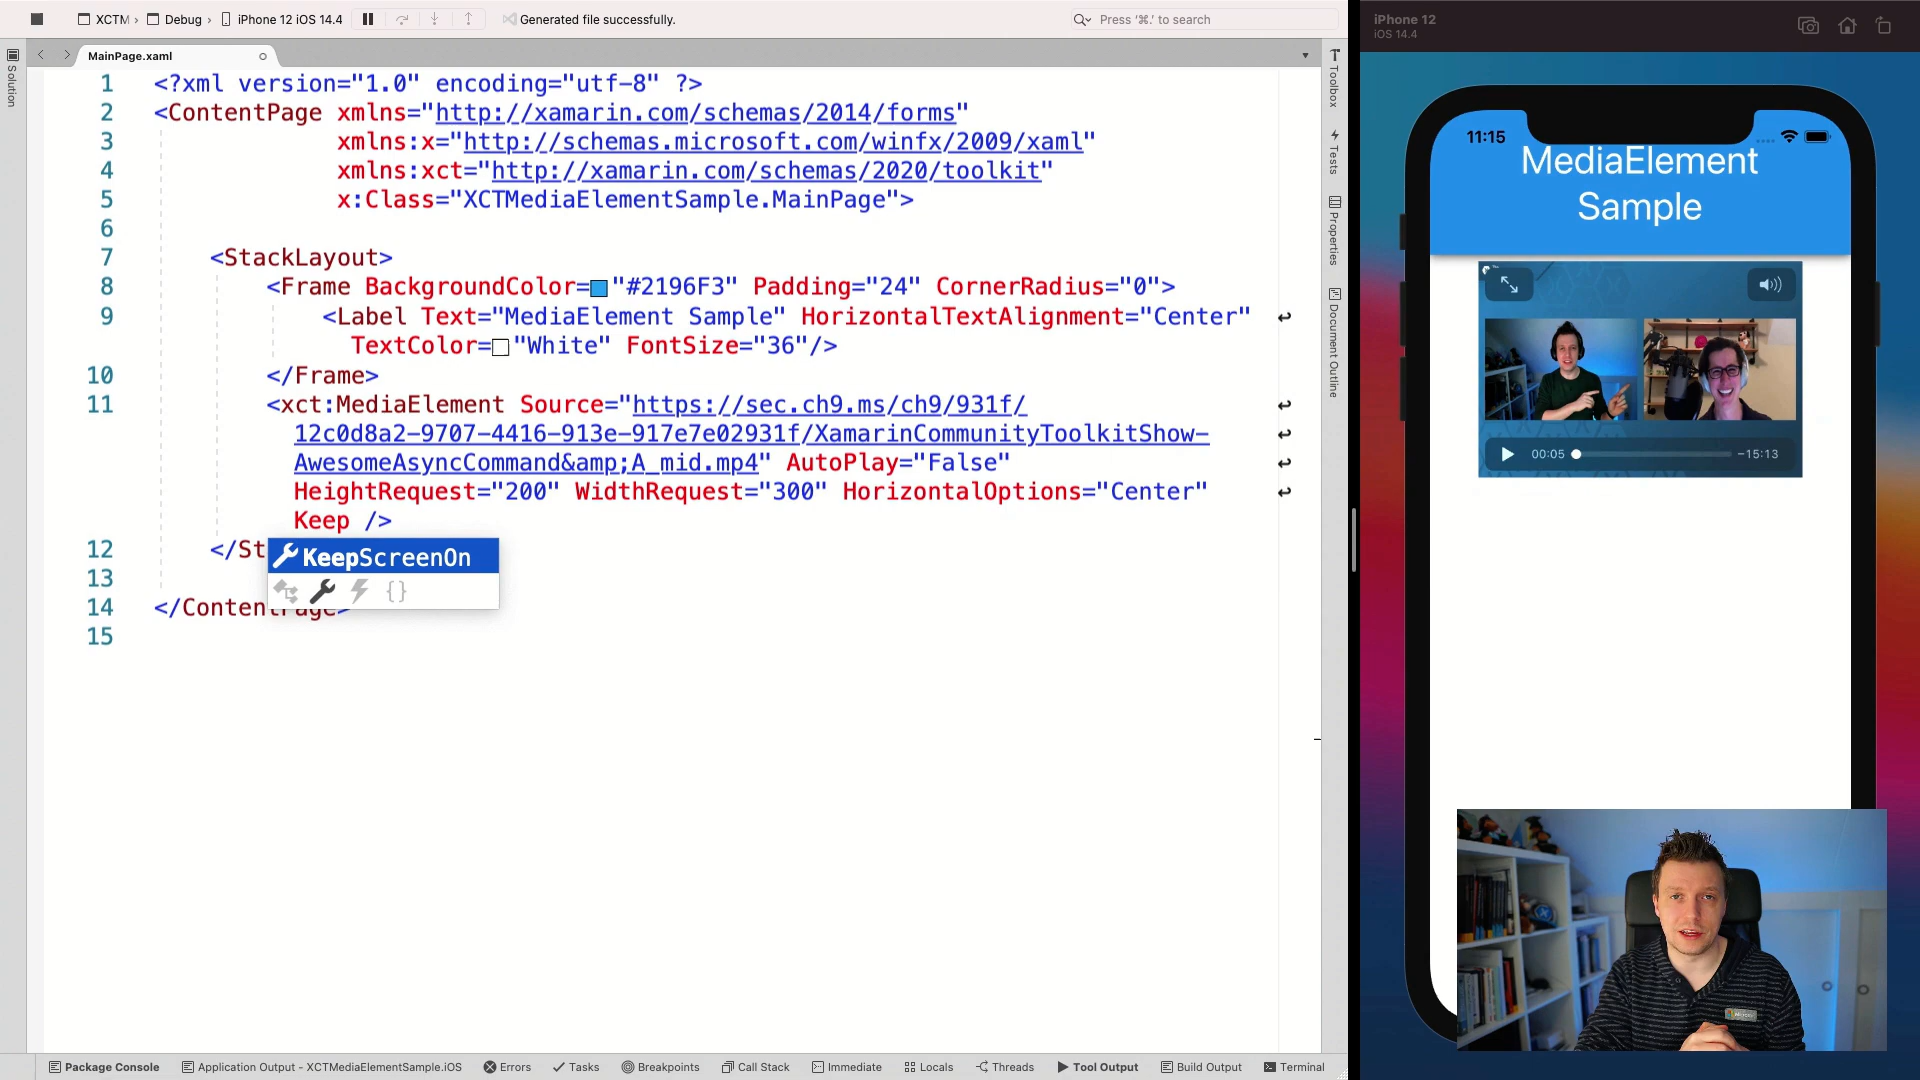 XCTM › Debug › iPhone 12 iOS 14.4
Generated file successfully.
Press '⌘.' to search
iPhone 12
iOS 14.4
Solution
MainPage.xaml
Toolbox
Tests
Properties
Document Outline
1 <?xml version="1.0" encoding="utf-8" ?>
2 <ContentPage xmlns="http://xamarin.com/schemas/2014/forms"
3 xmlns:x="http://schemas.microsoft.com/winfx/2009/xaml"
4 xmlns:xct="http://xamarin.com/schemas/2020/toolkit"
5 x:Class="XCTMediaElementSample.MainPage">
6
7 <StackLayout>
8 <Frame BackgroundColor="#2196F3" Padding="24" CornerRadius="0">
9 <Label Text="MediaElement Sample" HorizontalTextAlignment="Center"
TextColor="White" FontSize="36"/>
10 </Frame>
11 <xct:MediaElement Source="https://sec.ch9.ms/ch9/931f/
12c0d8a2-9707-4416-913e-917e7e02931f/XamarinCommunityToolkitShow-
AwesomeAsyncCommand&amp;A_mid.mp4" AutoPlay="False"
HeightRequest="200" WidthRequest="300" HorizontalOptions="Center"
Keep />
12 </St
KeepScreenOn
{}
13
14 </ContentPage>
15
11:15
MediaElement
Sample
00:05 −15:13
Package Console
Application Output - XCTMediaElementSample.iOS
Errors
Tasks
Breakpoints
Call Stack
Immediate
Locals
Threads
Tool Output
Build Output
Terminal